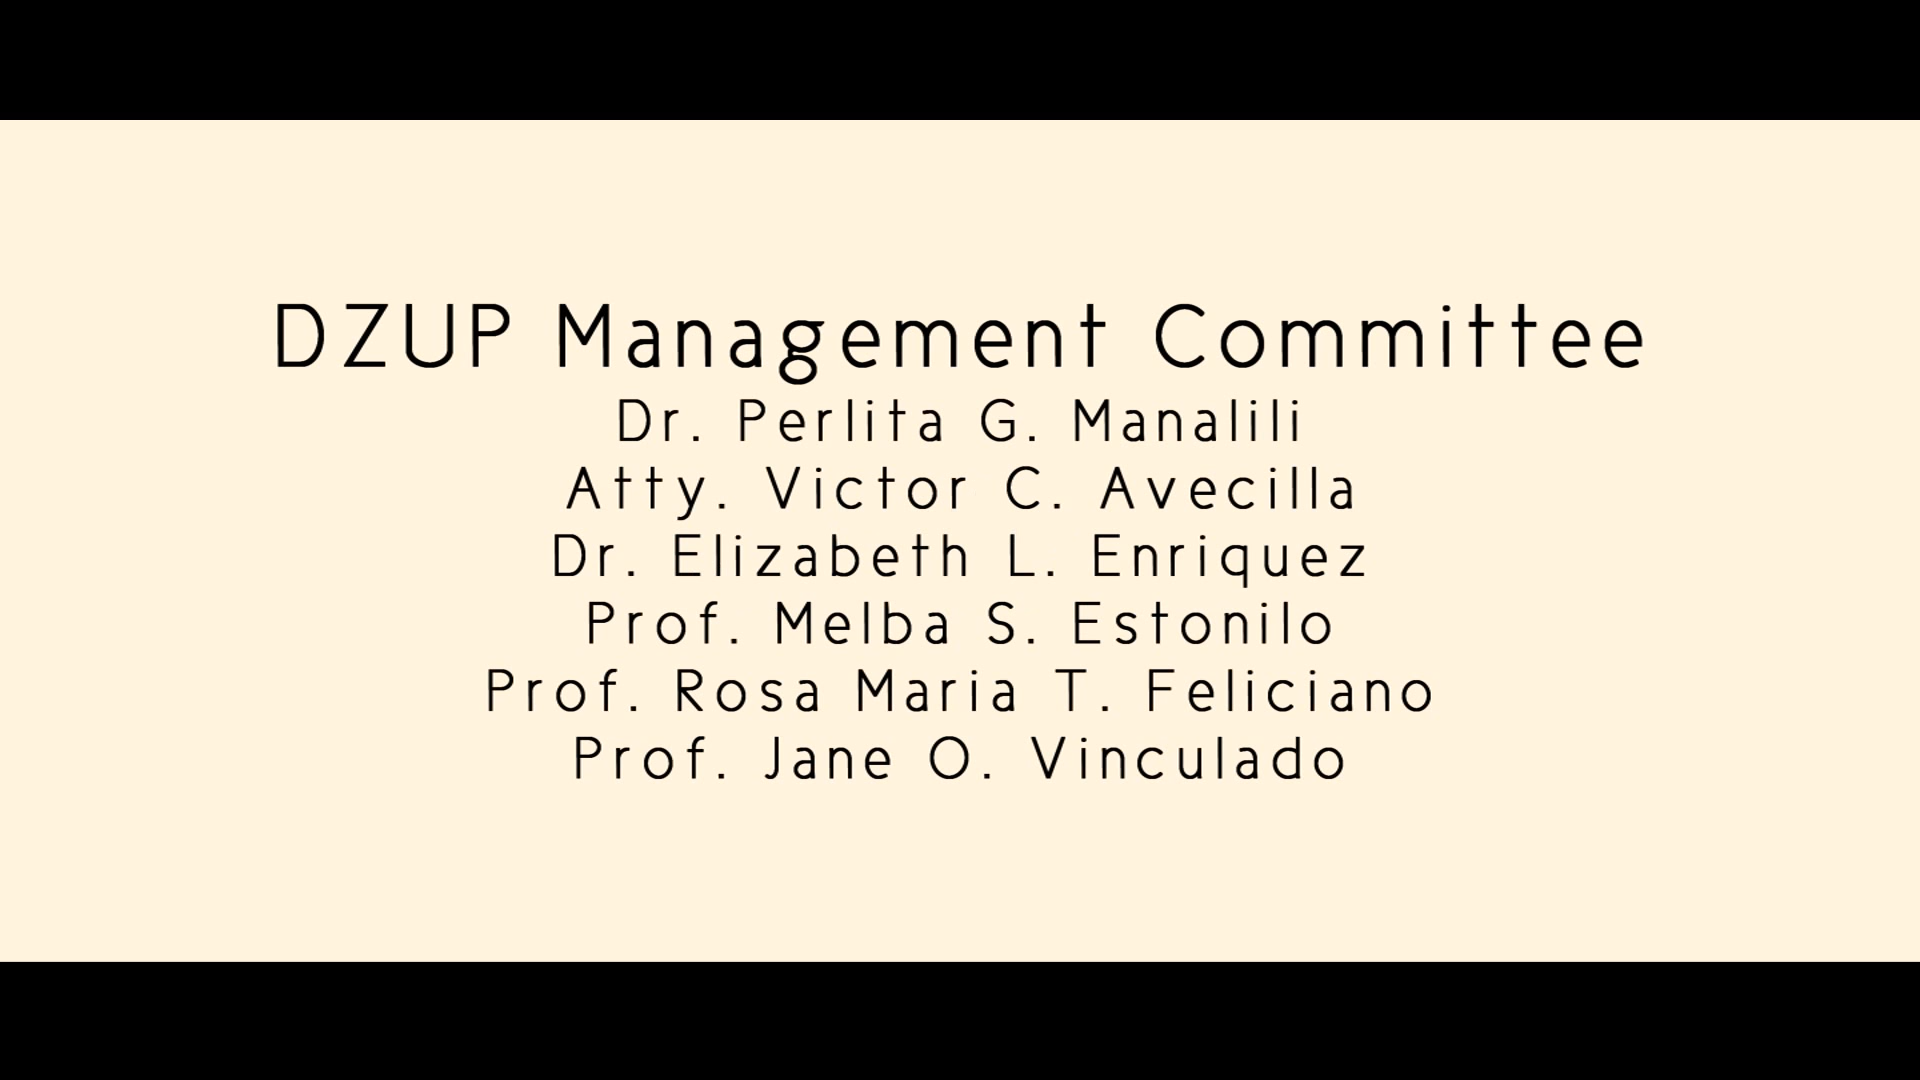 DZUP Management Committee
Dr. Perlita G. Manalili
Atty. Victor C. Avecilla
Dr. Elizabeth L. Enriquez
Prof. Melba S. Estonilo
Prof. Rosa Maria T. Feliciano
Prof. Jane O. Vinculado